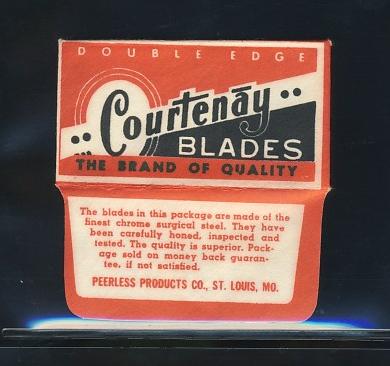 DOUBLE EDGE
Courtenay
BLADES
THE BRAND OF QUALITY
The blades in this package are made of the
finest chrome surgical steel. They have
been carefully honed, inspected and
tested. The quality is superior. Pack-
age sold on money back guaran-
tee, if not satisfied.
PEERLESS PRODUCTS CO., ST. LOUIS, MO.